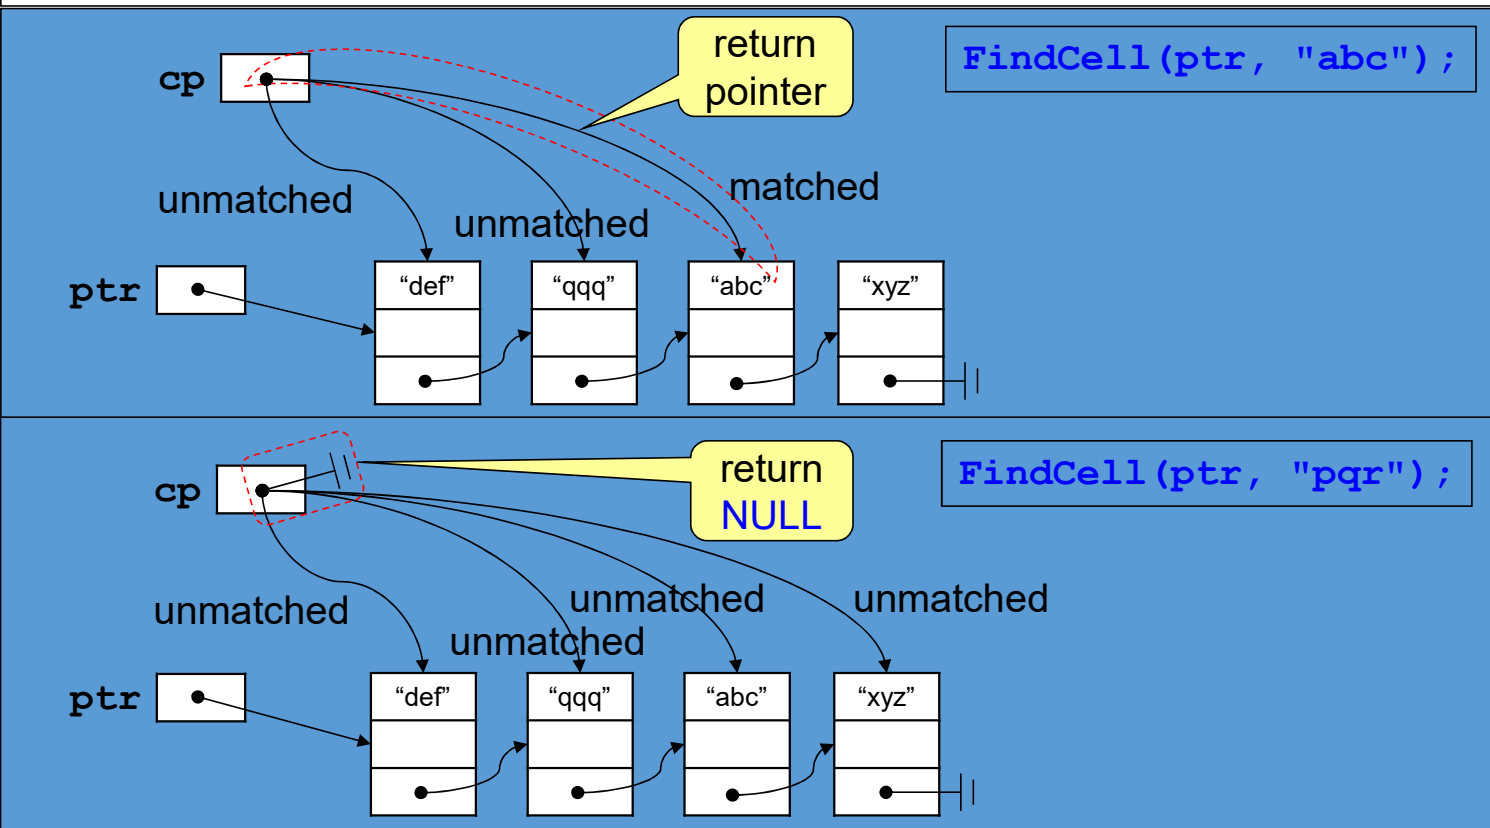 return
pointer
FindCell(ptr, "abc");
cp
unmatched
unmatched
matched
ptr
“def”
“qqq”
“abc”
“xyz”
return
NULL
FindCell(ptr, "pqr");
cp
unmatched
unmatched
unmatched
unmatched
ptr
“def”
“qqq”
“abc”
“xyz”